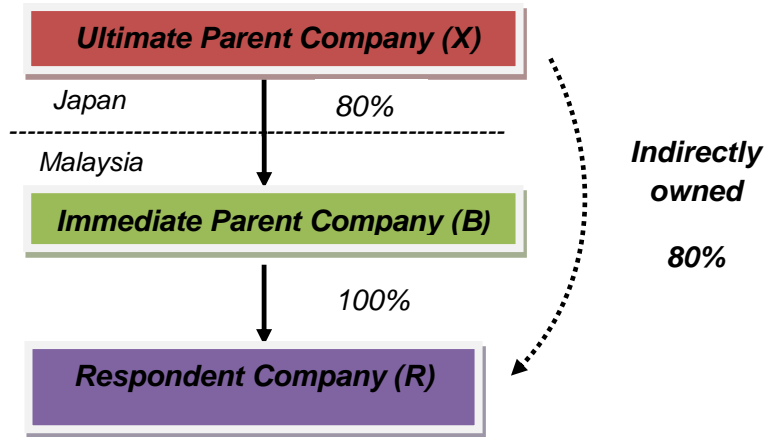 Ultimate Parent Company (X)
Japan
80%
Malaysia
Indirectly
owned
80%
Immediate Parent Company (B)
100%
Respondent Company (R)